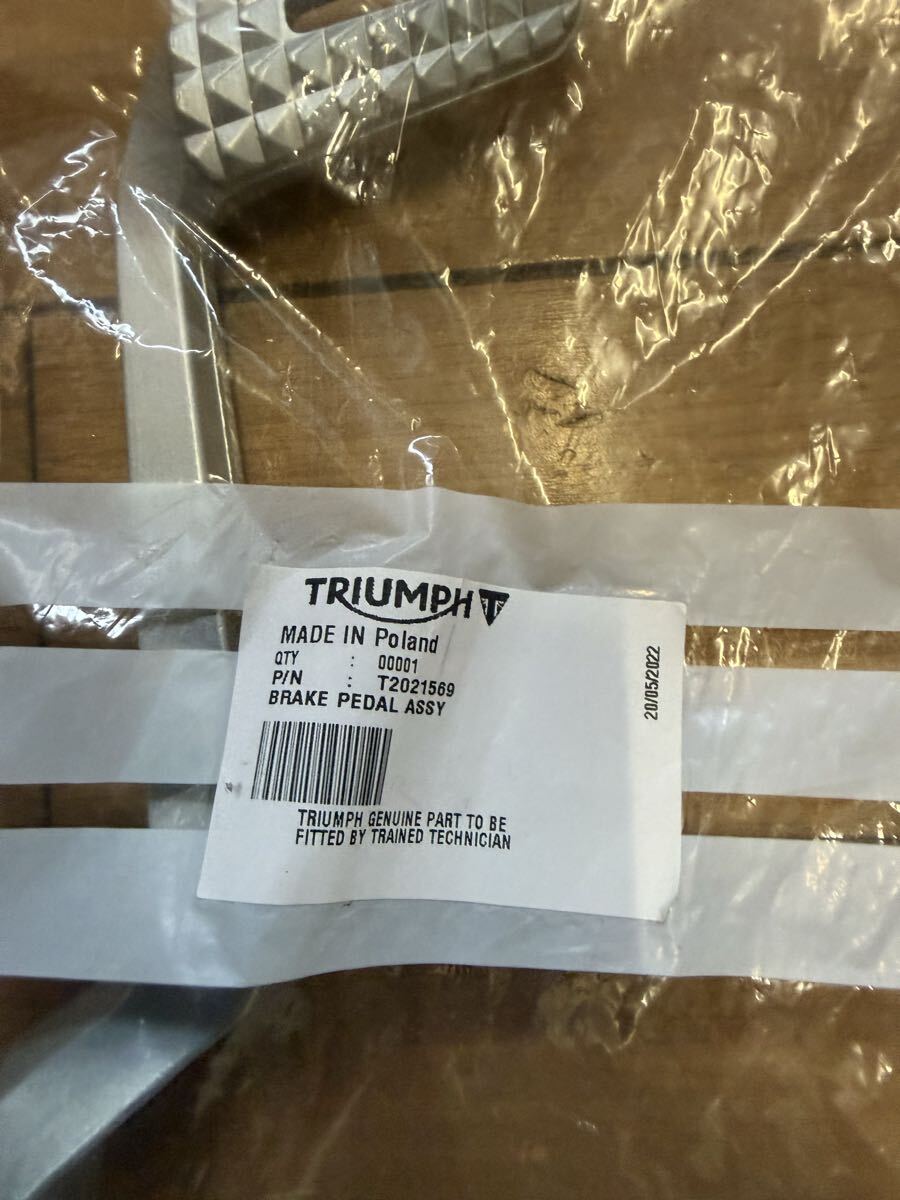 TRIUMPH
MADE IN Poland
QTY : 00001
P/N : T2021569
BRAKE PEDAL ASSY
TRIUMPH GENUINE PART TO BE
FITTED BY TRAINED TECHNICIAN
20/05/2022